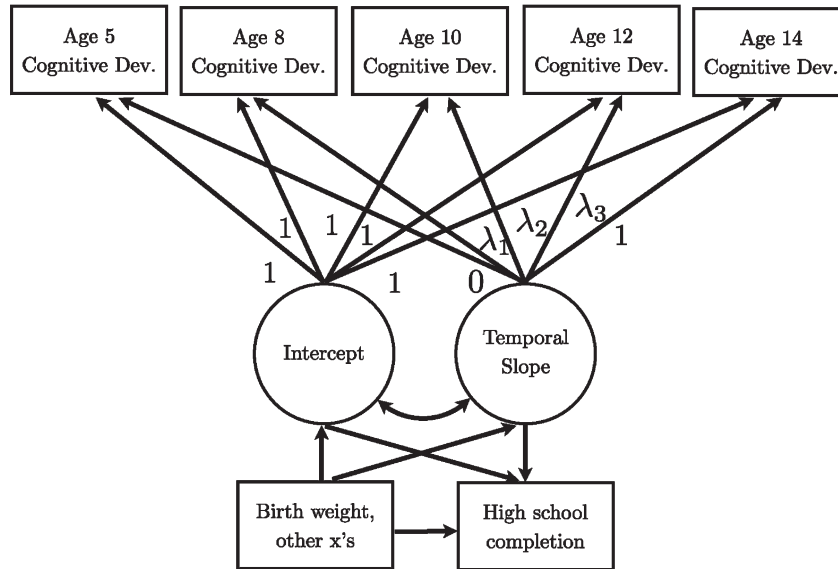 Age 5
Cognitive Dev.
Age 8
Cognitive Dev.
Age 10
Cognitive Dev.
Age 12
Cognitive Dev.
Age 14
Cognitive Dev.
1
1
1
1
1
0
λ₁
λ₂
λ₃
1
Intercept
Temporal
Slope
Birth weight,
other x's
High school
completion